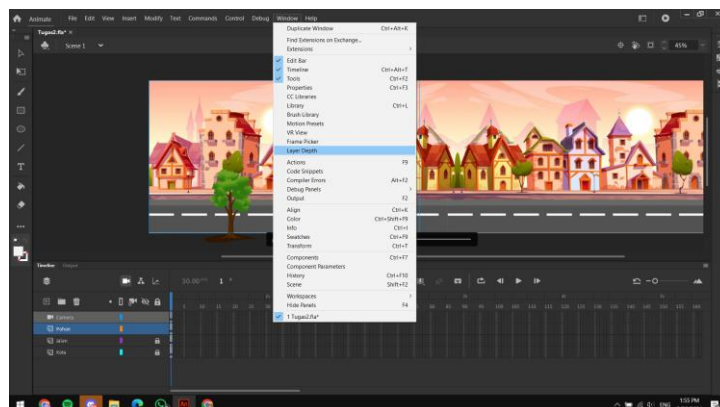 Animate File Edit View Insert Modify Text Commands Control Debug Window Help
Tugas2.fla* ×
Scene 1
45%
Duplicate Window Ctrl+Alt+K
Find Extensions on Exchange...
Extensions
Edit Bar
Timeline Ctrl+Alt+T
Tools Ctrl+F2
Properties Ctrl+F3
CC Libraries
Library Ctrl+L
Brush Library
Motion Presets
VR View
Frame Picker
Layer Depth
Actions F9
Code Snippets
Compiler Errors Alt+F2
Debug Panels
Output F2
Align Ctrl+K
Color Ctrl+Shift+F9
Info Ctrl+I
Swatches Ctrl+F9
Transform Ctrl+T
Components Ctrl+F7
Component Parameters
History Ctrl+F10
Scene Shift+F2
Workspaces
Hide Panels F4
1 Tugas2.fla*
Timeline Output
30.00 1
Camera
Pohon
Jalan
Kota
ENG 1:55 PM